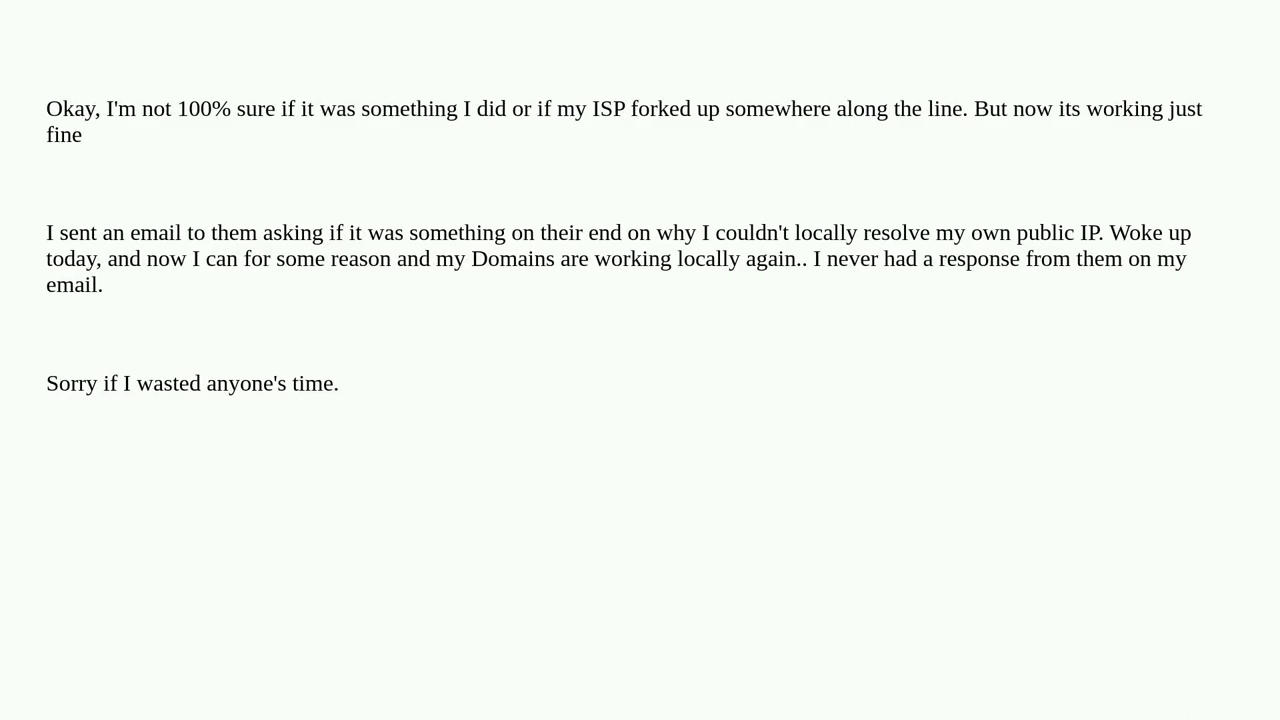 Okay, I'm not 100% sure if it was something I did or if my ISP forked up somewhere along the line. But now its working just
fine
I sent an email to them asking if it was something on their end on why I couldn't locally resolve my own public IP. Woke up
today, and now I can for some reason and my Domains are working locally again.. I never had a response from them on my
email.
Sorry if I wasted anyone's time.